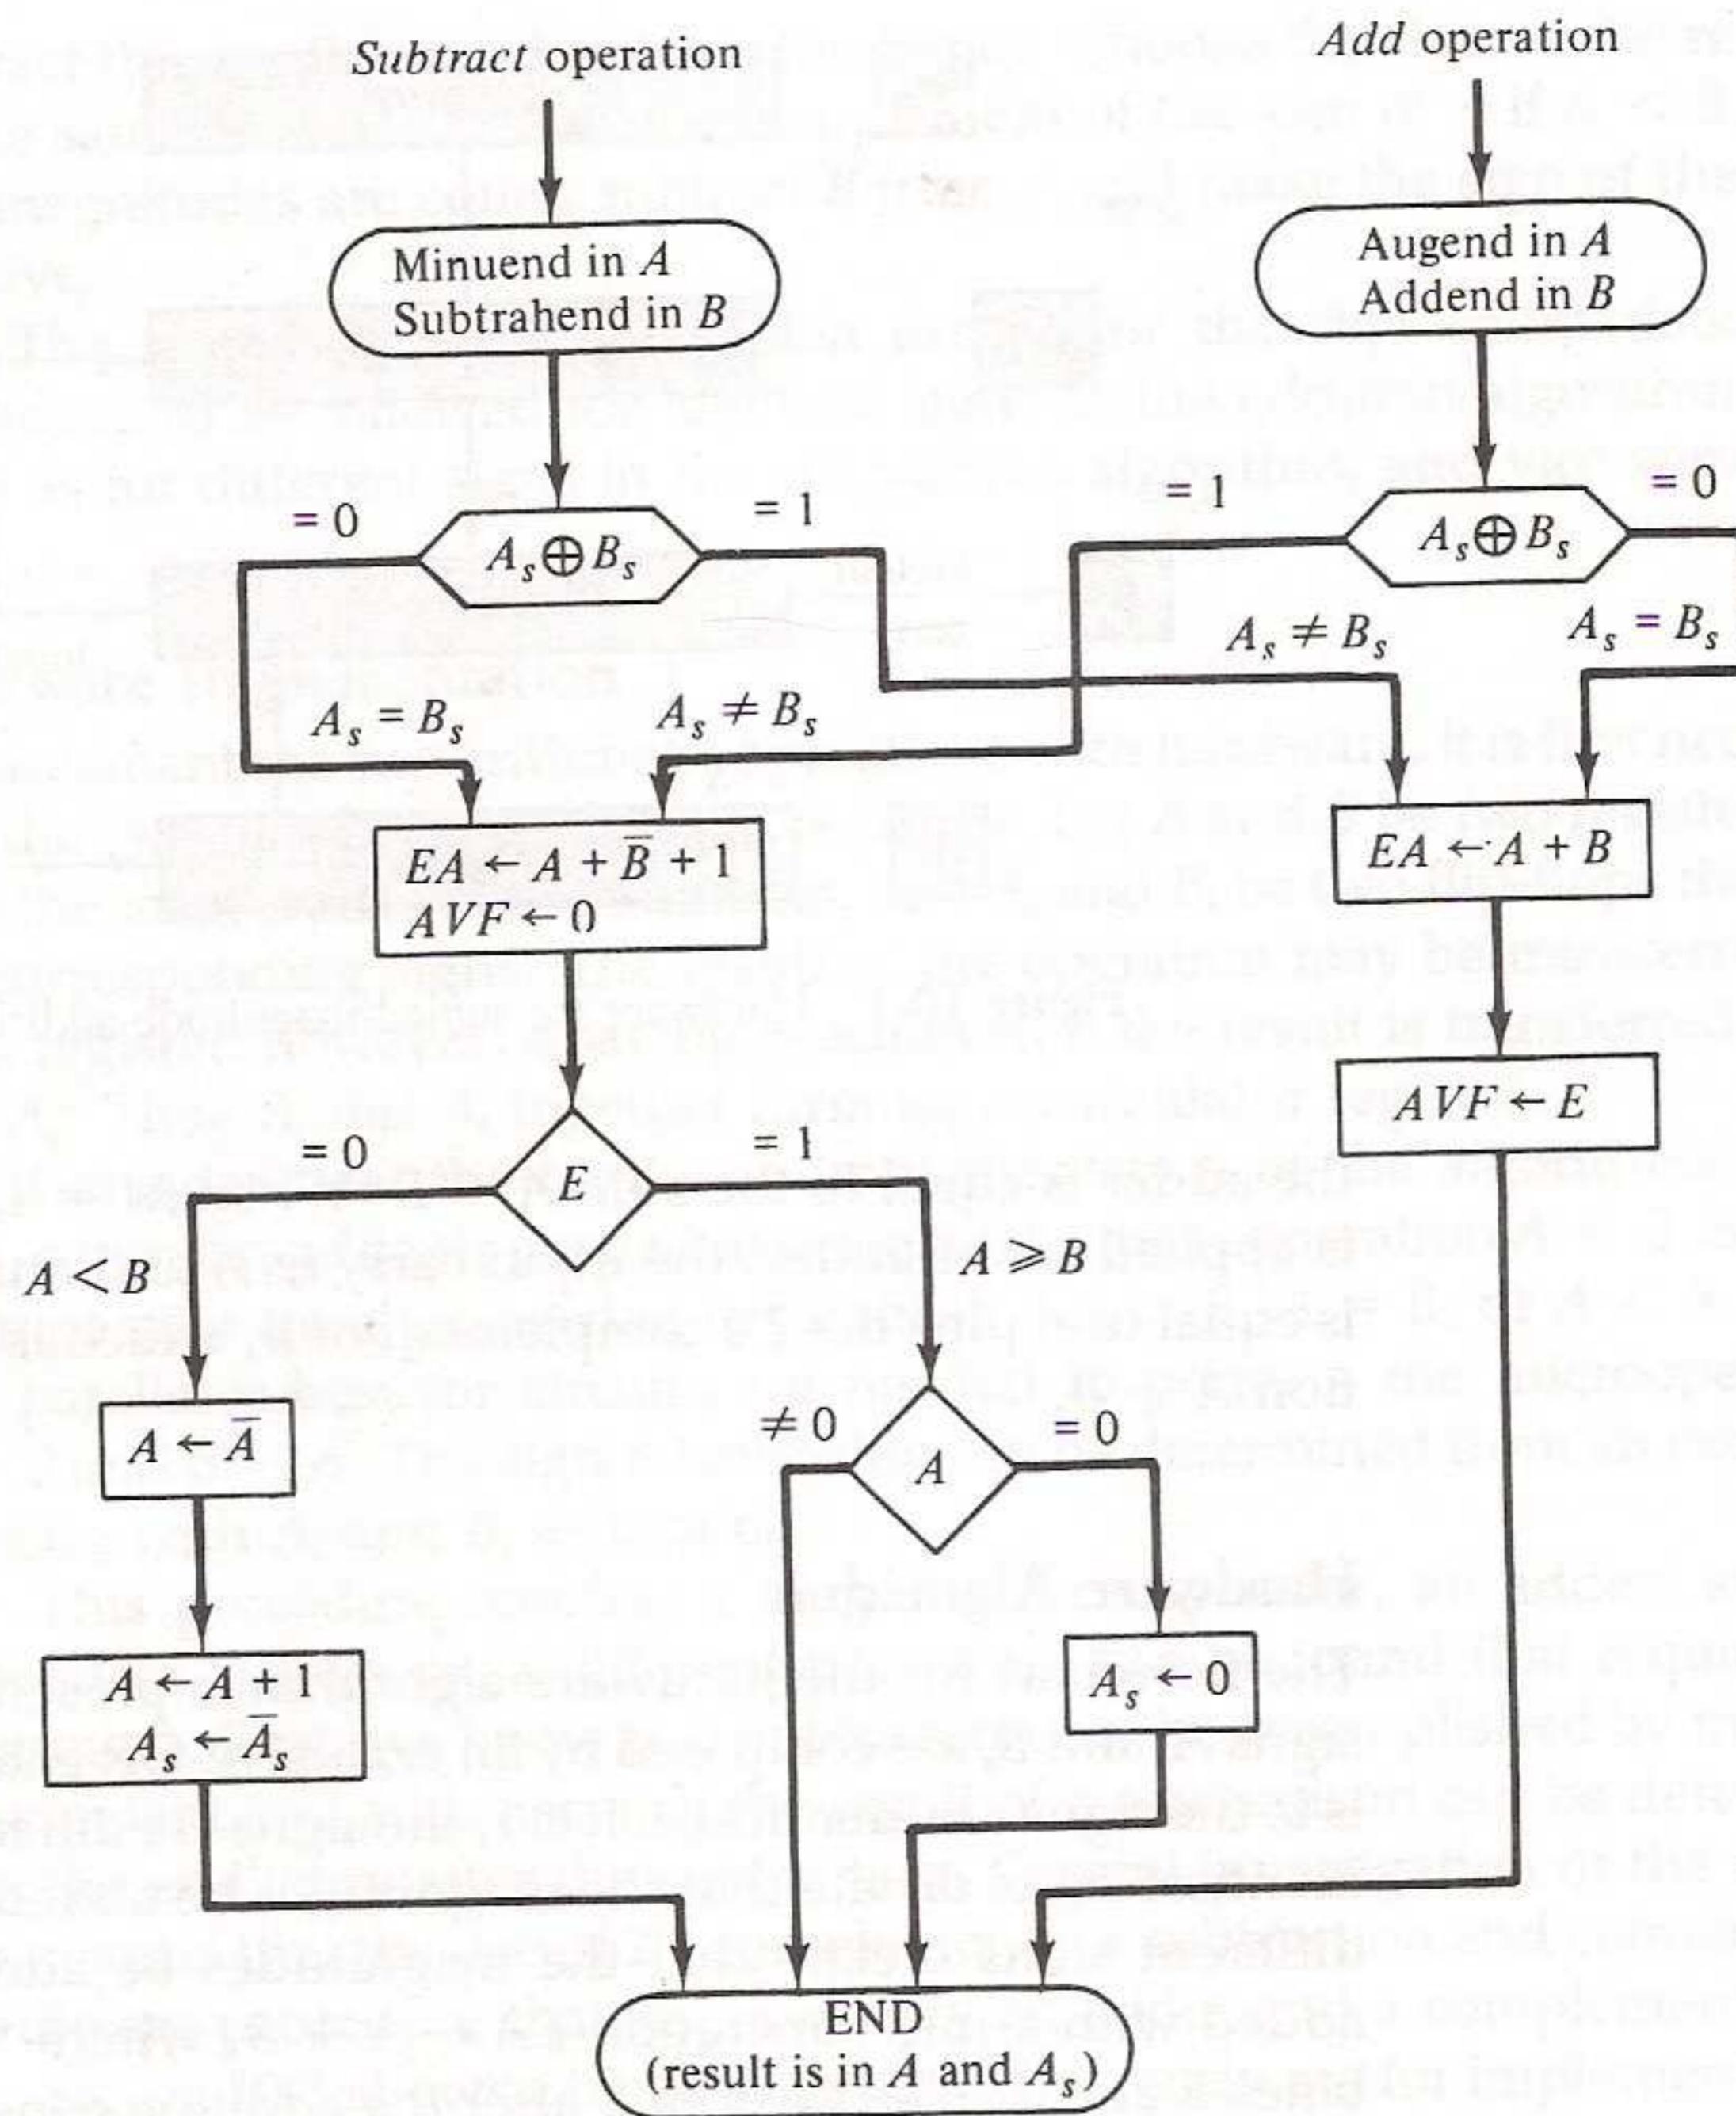 Subtract operation
Add operation
Minuend in A
Subtrahend in B
Augend in A
Addend in B
= 0
A_s ⊕ B_s
= 1
= 1
A_s ⊕ B_s
= 0
A_s = B_s
A_s ≠ B_s
A_s ≠ B_s
A_s = B_s
EA ← A + B̅ + 1
AVF ← 0
EA ← A + B
AVF ← E
= 0
E
= 1
A < B
A ⩾ B
A ← A̅
≠ 0
A
= 0
A ← A + 1
A_s ← A̅_s
A_s ← 0
END
(result is in A and A_s)